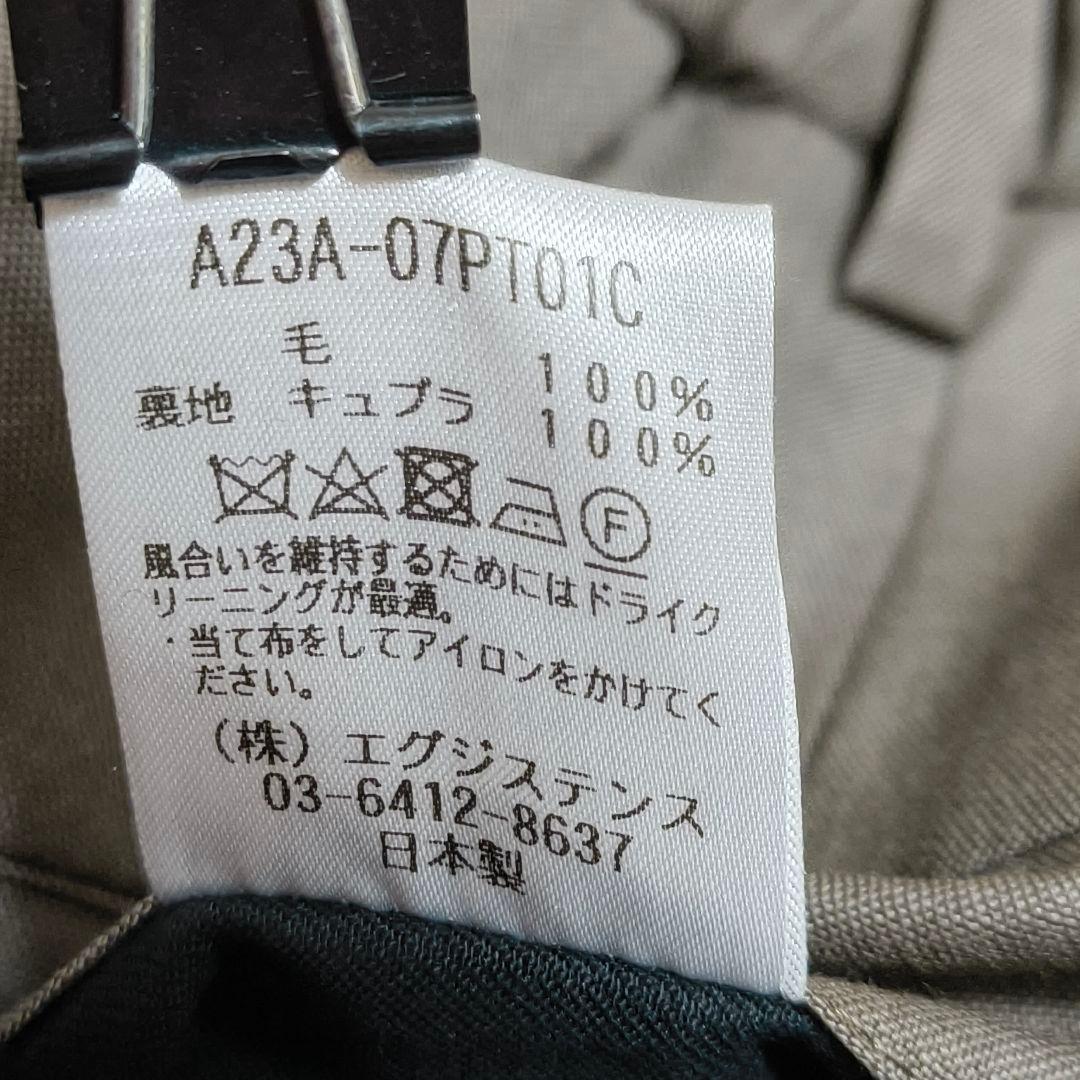 A23A-07PT01C
毛 100%
裏地 キュプラ 100%
F
風合いを維持するためにはドライク
リーニングが最適。
・当て布をしてアイロンをかけてく
ださい。
(株) エグジステンス
03-6412-8637
日本製